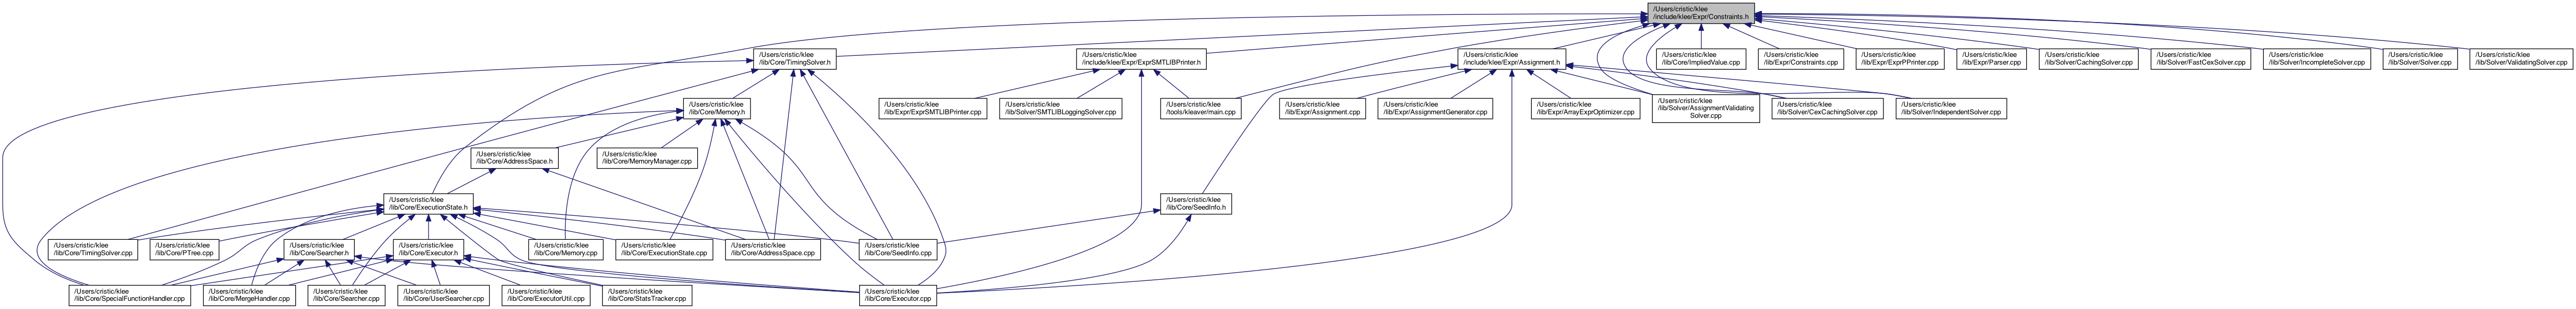 /Users/cristic/klee
/include/klee/Expr/Constraints.h
/Users/cristic/klee
/lib/Core/TimingSolver.h
/Users/cristic/klee
/include/klee/Expr/ExprSMTLIBPrinter.h
/Users/cristic/klee
/include/klee/Expr/Assignment.h
/Users/cristic/klee
/lib/Core/ImpliedValue.cpp
/Users/cristic/klee
/lib/Expr/Constraints.cpp
/Users/cristic/klee
/lib/Expr/ExprPPrinter.cpp
/Users/cristic/klee
/lib/Expr/Parser.cpp
/Users/cristic/klee
/lib/Solver/CachingSolver.cpp
/Users/cristic/klee
/lib/Solver/FastCexSolver.cpp
/Users/cristic/klee
/lib/Solver/IncompleteSolver.cpp
/Users/cristic/klee
/lib/Solver/Solver.cpp
/Users/cristic/klee
/lib/Solver/ValidatingSolver.cpp
/Users/cristic/klee
/lib/Core/Memory.h
/Users/cristic/klee
/lib/Expr/ExprSMTLIBPrinter.cpp
/Users/cristic/klee
/lib/Solver/SMTLIBLoggingSolver.cpp
/Users/cristic/klee
/tools/kleaver/main.cpp
/Users/cristic/klee
/lib/Expr/Assignment.cpp
/Users/cristic/klee
/lib/Expr/AssignmentGenerator.cpp
/Users/cristic/klee
/lib/Expr/ArrayExprOptimizer.cpp
/Users/cristic/klee
/lib/Solver/AssignmentValidating
Solver.cpp
/Users/cristic/klee
/lib/Solver/CexCachingSolver.cpp
/Users/cristic/klee
/lib/Solver/IndependentSolver.cpp
/Users/cristic/klee
/lib/Core/AddressSpace.h
/Users/cristic/klee
/lib/Core/MemoryManager.cpp
/Users/cristic/klee
/lib/Core/ExecutionState.h
/Users/cristic/klee
/lib/Core/SeedInfo.h
/Users/cristic/klee
/lib/Core/TimingSolver.cpp
/Users/cristic/klee
/lib/Core/PTree.cpp
/Users/cristic/klee
/lib/Core/Searcher.h
/Users/cristic/klee
/lib/Core/Executor.h
/Users/cristic/klee
/lib/Core/Memory.cpp
/Users/cristic/klee
/lib/Core/ExecutionState.cpp
/Users/cristic/klee
/lib/Core/AddressSpace.cpp
/Users/cristic/klee
/lib/Core/SeedInfo.cpp
/Users/cristic/klee
/lib/Core/SpecialFunctionHandler.cpp
/Users/cristic/klee
/lib/Core/MergeHandler.cpp
/Users/cristic/klee
/lib/Core/Searcher.cpp
/Users/cristic/klee
/lib/Core/UserSearcher.cpp
/Users/cristic/klee
/lib/Core/ExecutorUtil.cpp
/Users/cristic/klee
/lib/Core/StatsTracker.cpp
/Users/cristic/klee
/lib/Core/Executor.cpp